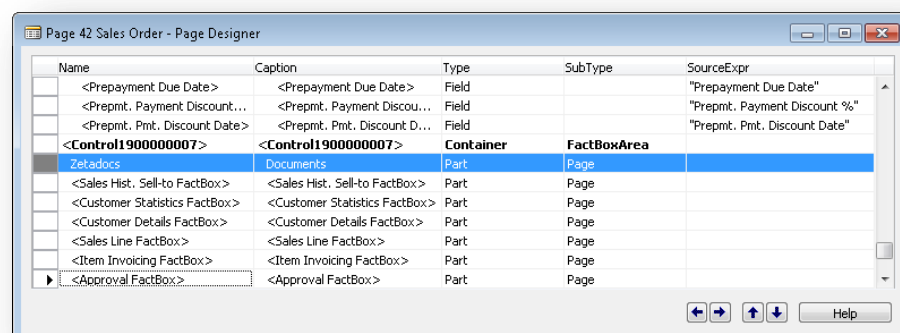 Page 42 Sales Order - Page Designer
Name Caption Type SubType SourceExpr
<Prepayment Due Date> <Prepayment Due Date> Field "Prepayment Due Date"
<Prepmt. Payment Discount... <Prepmt. Payment Discou... Field "Prepmt. Payment Discount %"
<Prepmt. Pmt. Discount Date> <Prepmt. Pmt. Discount D... Field "Prepmt. Pmt. Discount Date"
<Control1900000007> <Control1900000007> Container FactBoxArea
Zetadocs Documents Part Page
<Sales Hist. Sell-to FactBox> <Sales Hist. Sell-to FactBox> Part Page
<Customer Statistics FactBox> <Customer Statistics FactBox> Part Page
<Customer Details FactBox> <Customer Details FactBox> Part Page
<Sales Line FactBox> <Sales Line FactBox> Part Page
<Item Invoicing FactBox> <Item Invoicing FactBox> Part Page
<Approval FactBox> <Approval FactBox> Part Page
Help